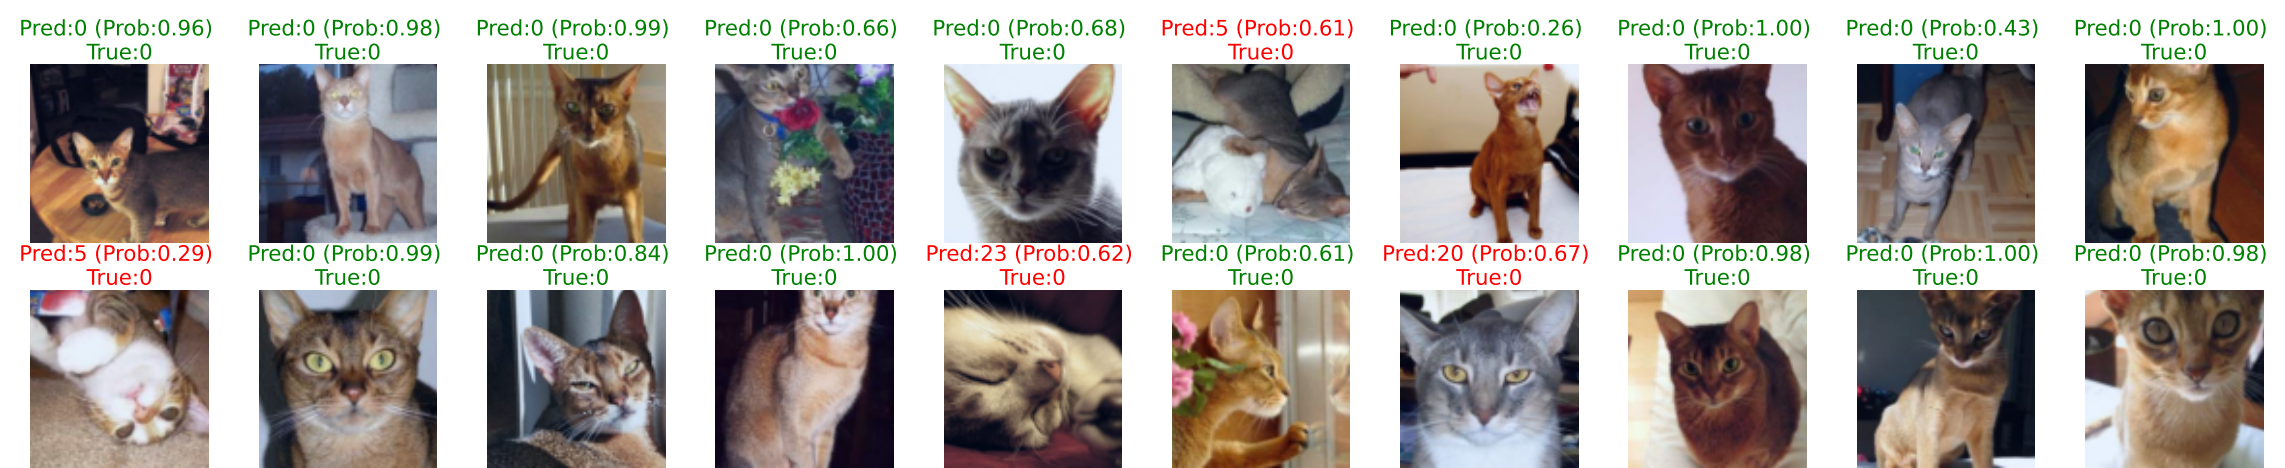 Pred:0 (Prob:0.96) Pred:0 (Prob:0.98) Pred:0 (Prob:0.99) Pred:0 (Prob:0.66) Pred:0 (Prob:0.68) Pred:5 (Prob:0.61) Pred:0 (Prob:0.26) Pred:0 (Prob:1.00) Pred:0 (Prob:0.43) Pred:0 (Prob:1.00)
True:0 True:0 True:0 True:0 True:0 True:0 True:0 True:0 True:0 True:0
Pred:5 (Prob:0.29) Pred:0 (Prob:0.99) Pred:0 (Prob:0.84) Pred:0 (Prob:1.00) Pred:23 (Prob:0.62) Pred:0 (Prob:0.61) Pred:20 (Prob:0.67) Pred:0 (Prob:0.98) Pred:0 (Prob:1.00) Pred:0 (Prob:0.98)
True:0 True:0 True:0 True:0 True:0 True:0 True:0 True:0 True:0 True:0